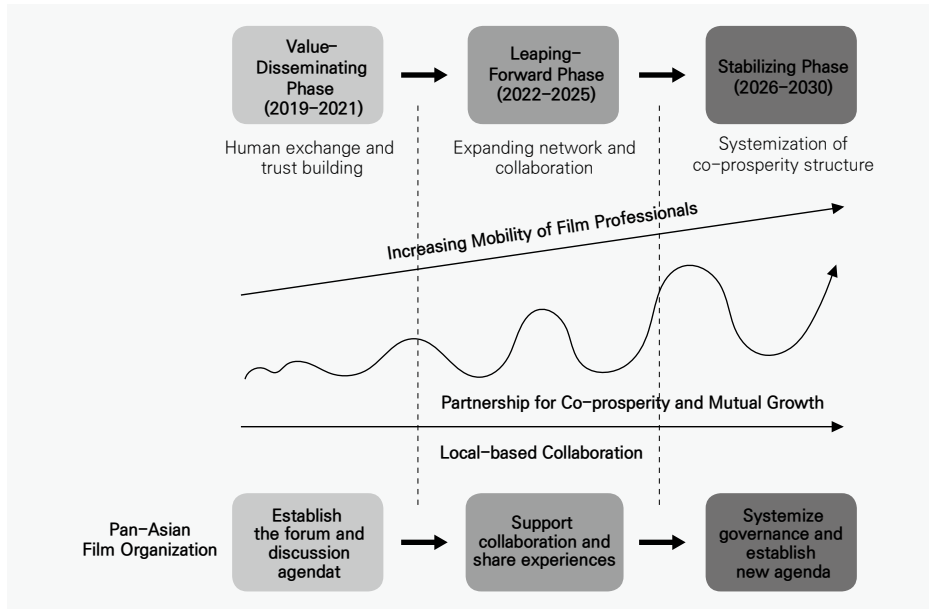 Value-
Disseminating
Phase
(2019-2021)
Leaping-
Forward Phase
(2022-2025)
Stabilizing Phase
(2026-2030)
Human exchange and
trust building
Expanding network and
collaboration
Systemization of
co-prosperity structure
Increasing Mobility of Film Professionals
Partnership for Co-prosperity and Mutual Growth
Local-based Collaboration
Pan-Asian
Film Organization
Establish
the forum and
discussion
agendat
Support
collaboration and
share experiences
Systemize
governance and
establish
new agenda